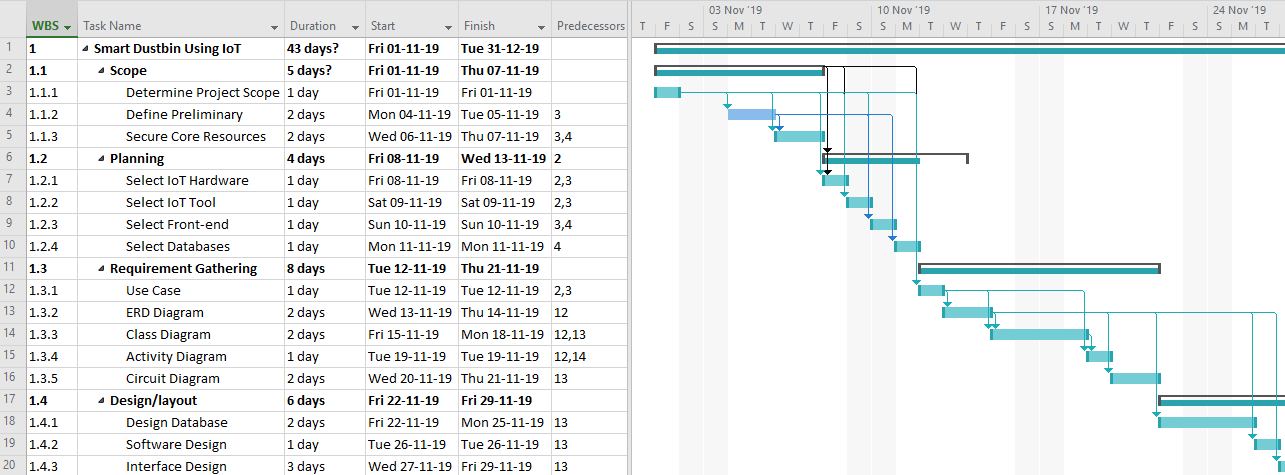 03 Nov '19 10 Nov '19 17 Nov '19 24 Nov '19
WBS Task Name Duration Start Finish Predecessors T F S S M T W T F S S M T W T F S S M T W T F S S M T
1 1 Smart Dustbin Using IoT 43 days? Fri 01-11-19 Tue 31-12-19
2 1.1 Scope 5 days? Fri 01-11-19 Thu 07-11-19
3 1.1.1 Determine Project Scope 1 day Fri 01-11-19 Fri 01-11-19
4 1.1.2 Define Preliminary 2 days Mon 04-11-19 Tue 05-11-19 3
5 1.1.3 Secure Core Resources 2 days Wed 06-11-19 Thu 07-11-19 3,4
6 1.2 Planning 4 days Fri 08-11-19 Wed 13-11-19 2
7 1.2.1 Select IoT Hardware 1 day Fri 08-11-19 Fri 08-11-19 2,3
8 1.2.2 Select IoT Tool 1 day Sat 09-11-19 Sat 09-11-19 2,3
9 1.2.3 Select Front-end 1 day Sun 10-11-19 Sun 10-11-19 3,4
10 1.2.4 Select Databases 1 day Mon 11-11-19 Mon 11-11-19 4
11 1.3 Requirement Gathering 8 days Tue 12-11-19 Thu 21-11-19
12 1.3.1 Use Case 1 day Tue 12-11-19 Tue 12-11-19 2,3
13 1.3.2 ERD Diagram 2 days Wed 13-11-19 Thu 14-11-19 12
14 1.3.3 Class Diagram 2 days Fri 15-11-19 Mon 18-11-19 12,13
15 1.3.4 Activity Diagram 1 day Tue 19-11-19 Tue 19-11-19 12,14
16 1.3.5 Circuit Diagram 2 days Wed 20-11-19 Thu 21-11-19 13
17 1.4 Design/layout 6 days Fri 22-11-19 Fri 29-11-19
18 1.4.1 Design Database 2 days Fri 22-11-19 Mon 25-11-19 13
19 1.4.2 Software Design 1 day Tue 26-11-19 Tue 26-11-19 13
20 1.4.3 Interface Design 3 days Wed 27-11-19 Fri 29-11-19 13